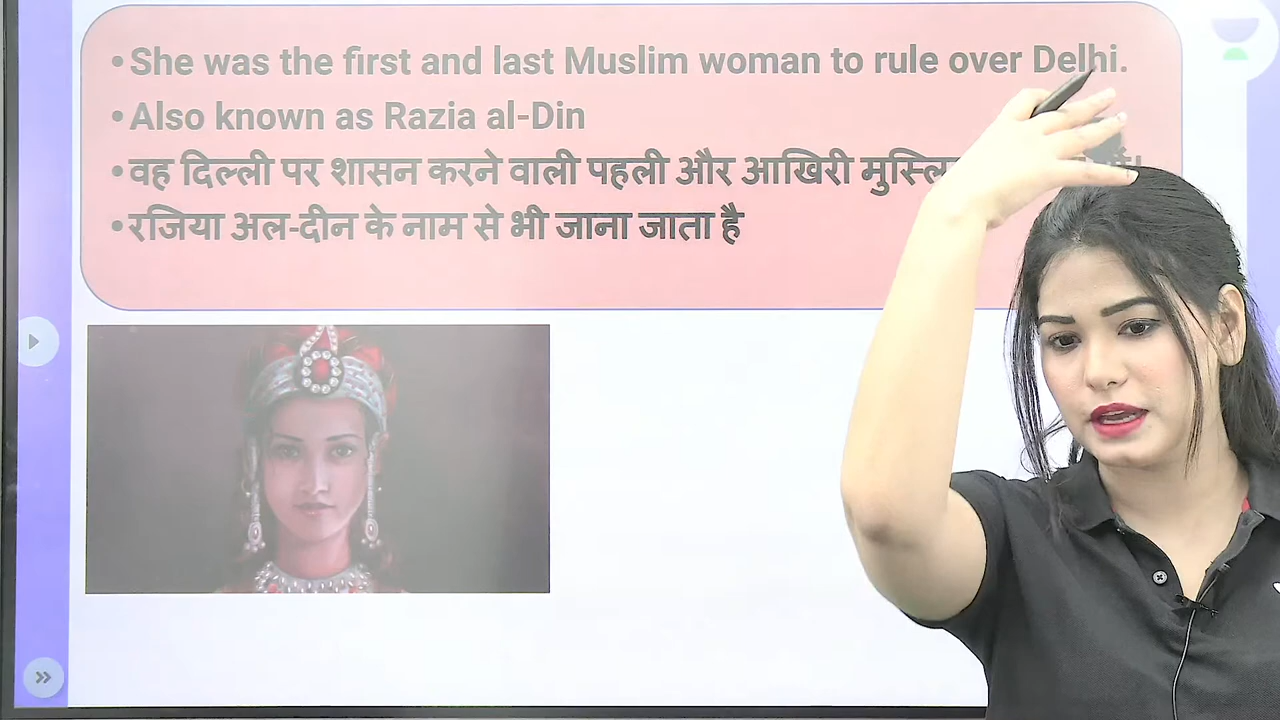 • She was the first and last Muslim woman to rule over Delhi.
• Also known as Razia al-Din
• वह दिल्ली पर शासन करने वाली पहली और आखिरी
• रजिया अल-दीन के नाम से भी जाना जाता है